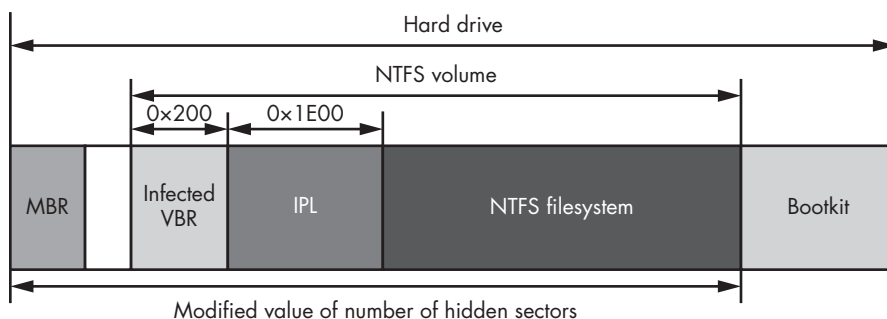 Hard drive
NTFS volume
0×200
0×1E00
MBR
Infected
VBR
IPL
NTFS filesystem
Bootkit
Modified value of number of hidden sectors